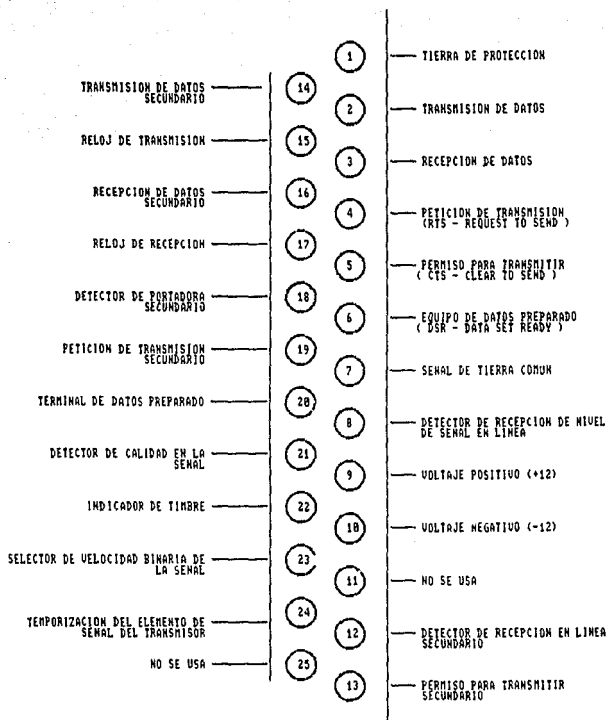 1 TIERRA DE PROTECCION
14 TRANSMISION DE DATOS
SECUNDARIO
2 TRANSMISION DE DATOS
15 RELOJ DE TRANSMISION
3 RECEPCION DE DATOS
16 RECEPCION DE DATOS
SECUNDARIO
4 PETICION DE TRANSMISION
(RTS - REQUEST TO SEND )
17 RELOJ DE RECEPCION
5 PERMISO PARA TRANSMITIR
( CTS - CLEAR TO SEND )
18 DETECTOR DE PORTADORA
SECUNDARIO
6 EQUIPO DE DATOS PREPARADO
( DSR - DATA SET READY )
19 PETICION DE TRANSMISION
SECUNDARIO
7 SENAL DE TIERRA COMUN
20 TERMINAL DE DATOS PREPARADO
8 DETECTOR DE RECEPCION DE NIVEL
DE SENAL EN LINEA
21 DETECTOR DE CALIDAD EN LA
SENAL
9 VOLTAJE POSITIVO (+12)
22 INDICADOR DE TIMBRE
10 VOLTAJE NEGATIVO (-12)
23 SELECTOR DE VELOCIDAD BINARIA DE
LA SENAL
11 NO SE USA
24 TEMPORIZACION DEL ELEMENTO DE
SENAL DEL TRANSMISOR
12 DETECTOR DE RECEPCION EN LINEA
SECUNDARIO
25 NO SE USA
13 PERMISO PARA TRANSMITIR
SECUNDARIO